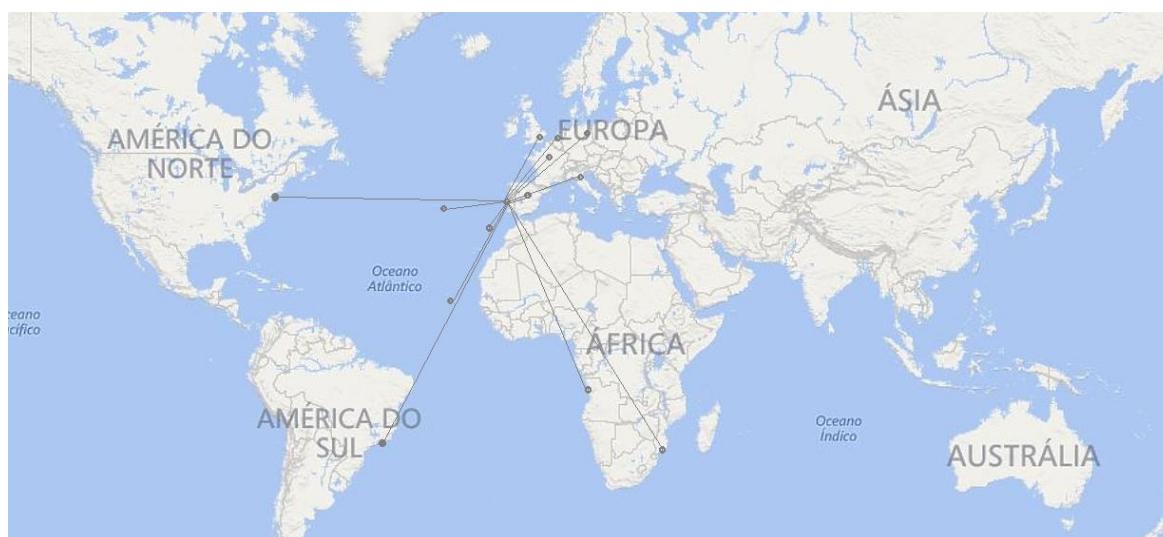 ÁSIA
EUROPA
AMÉRICA DO
NORTE
Oceano
Atlântico
ceano
cífico
ÁFRICA
AMÉRICA DO
SUL
Oceano
Índico
AUSTRÁLIA